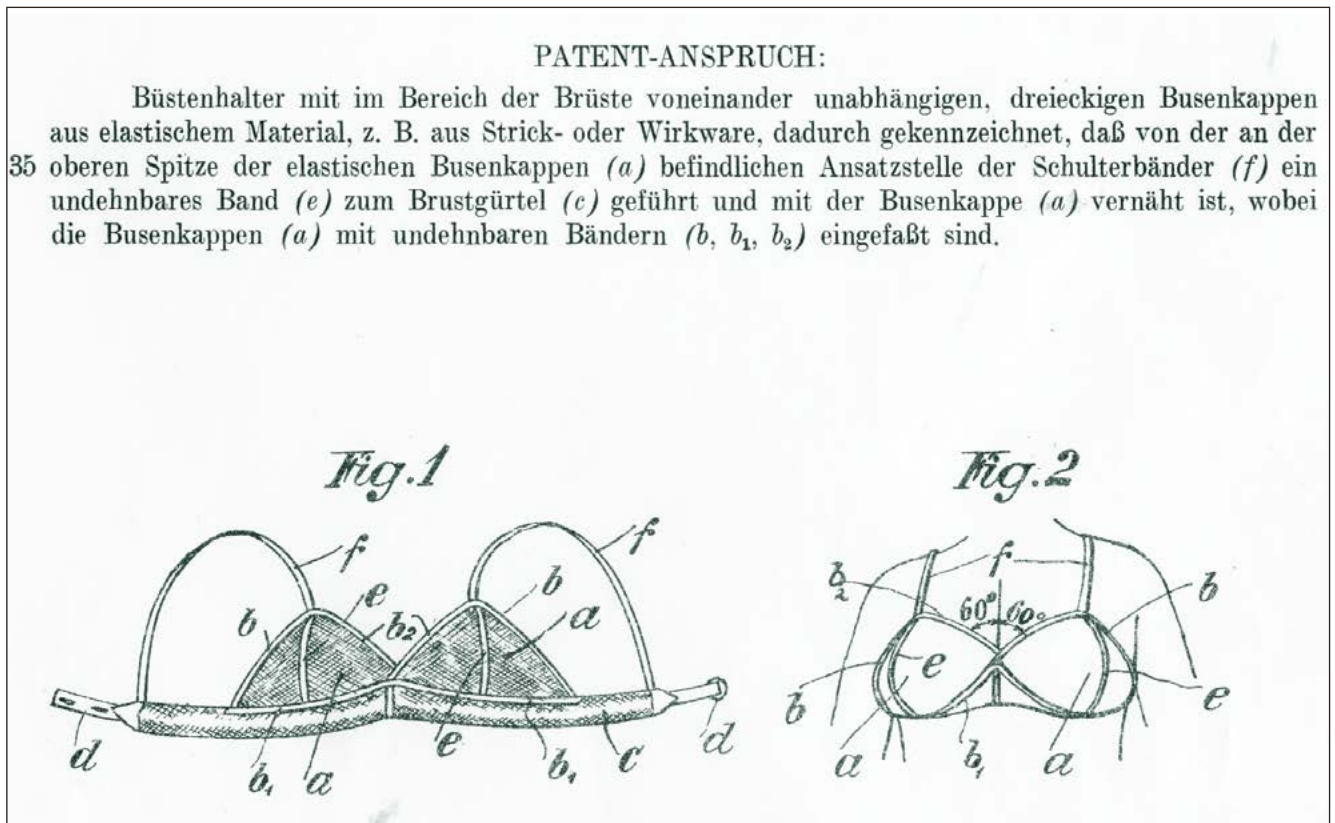 PATENT-ANSPRUCH:
Büstenhalter mit im Bereich der Brüste voneinander unabhängigen, dreieckigen Busenkappen
aus elastischem Material, z. B. aus Strick- oder Wirkware, dadurch gekennzeichnet, daß von der an der
35 oberen Spitze der elastischen Busenkappen (a) befindlichen Ansatzstelle der Schulterbänder (f) ein
undehnbares Band (e) zum Brustgürtel (c) geführt und mit der Busenkappe (a) vernäht ist, wobei
die Busenkappen (a) mit undehnbaren Bändern (b, b₁, b₂) eingefaßt sind.
Fig.1
f
f
b
e
b₂
b
a
d
b₁
a
e
b₁
c
d
Fig.2
f
b₂
60° 60°
b
e
b
e
a
b₁
a